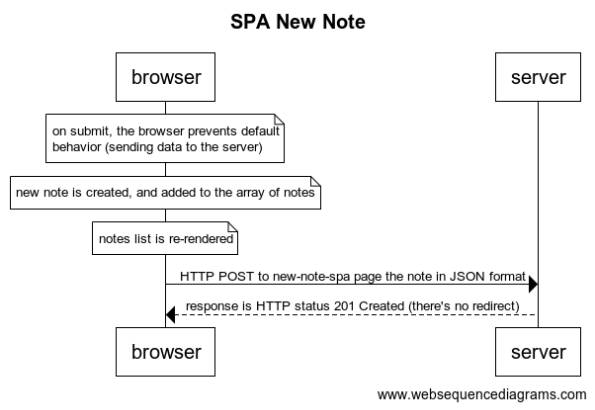 SPA New Note
browser
server
on submit, the browser prevents default
behavior (sending data to the server)
new note is created, and added to the array of notes
notes list is re-rendered
HTTP POST to new-note-spa page the note in JSON format
response is HTTP status 201 Created (there's no redirect)
browser
server
www.websequencediagrams.com